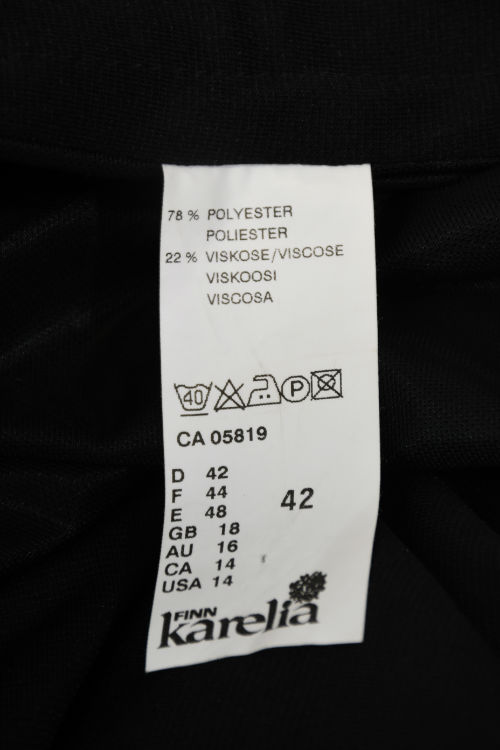 78 % POLYESTER
POLIESTER
22 % VISKOSE/VISCOSE
VISKOOSI
VISCOSA
40 P
CA 05819
D 42
F 44
E 48 42
GB 18
AU 16
CA 14
USA 14
FINN
karelia